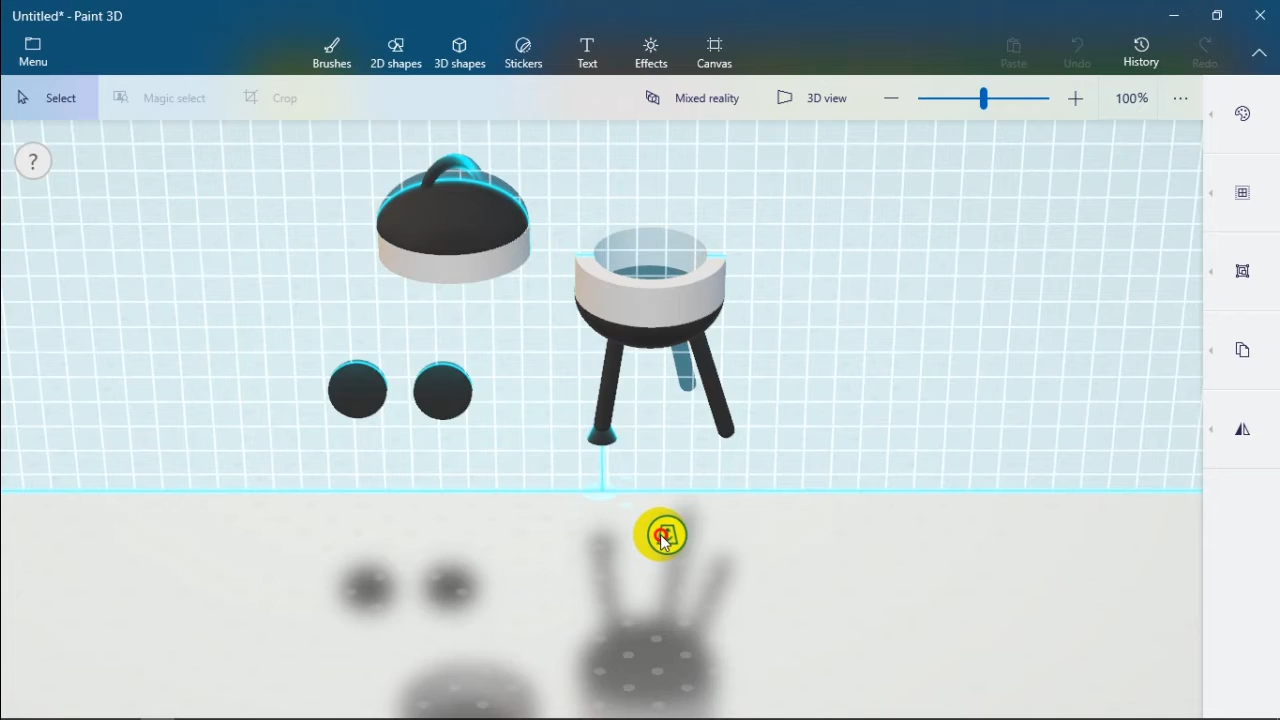 Untitled* - Paint 3D
Menu
Brushes
2D shapes
3D shapes
Stickers
Text
Effects
Canvas
Paste
Undo
History
Redo
Select
Magic select
Crop
Mixed reality
3D view
100%
?